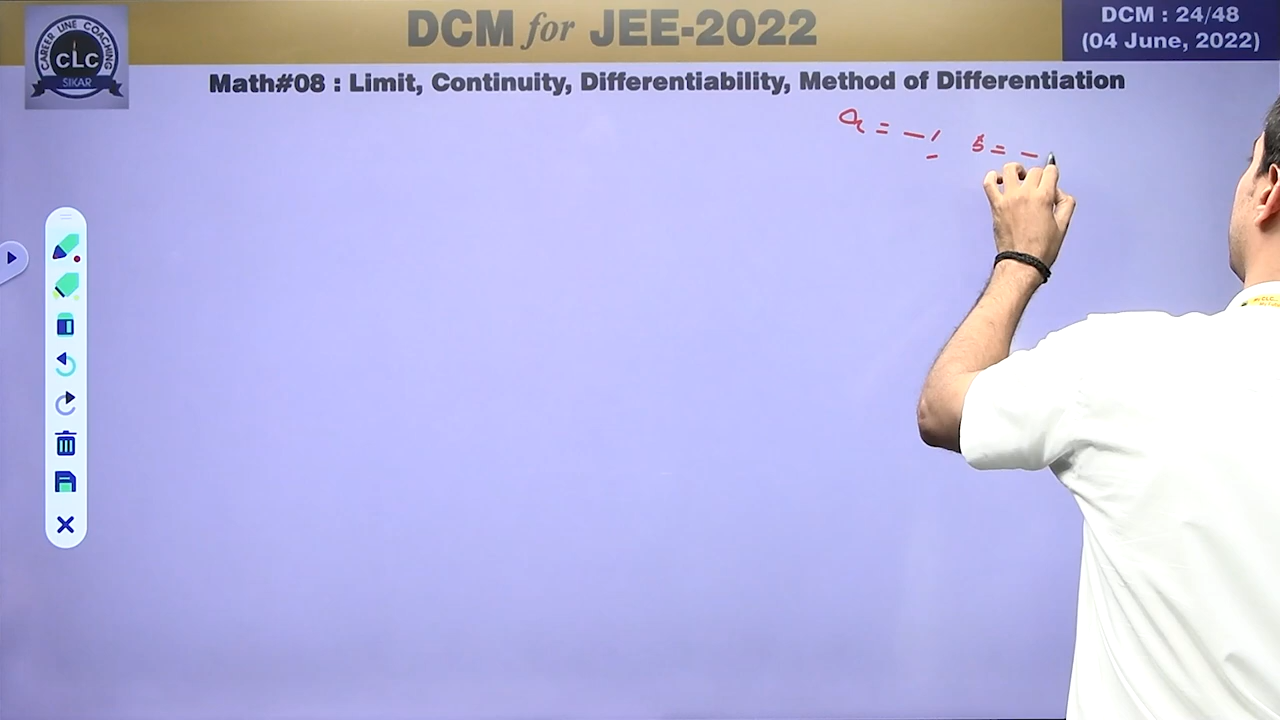 DCM for JEE-2022
DCM : 24/48
(04 June, 2022)
CAREER LINE COACHING
CLC
SIKAR
Math#08 : Limit, Continuity, Differentiability, Method of Differentiation
a = -1 b = -